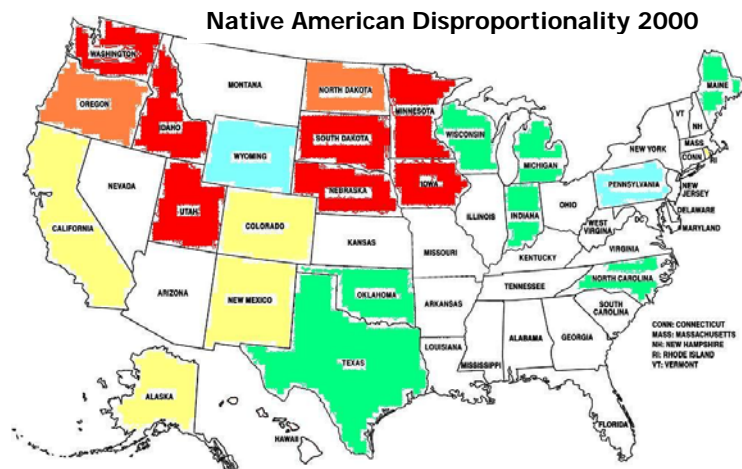 Native American Disproportionality 2000
WASHINGTON
MONTANA
NORTH DAKOTA
MINNESOTA
MAINE
OREGON
IDAHO
SOUTH DAKOTA
WISCONSIN
MICHIGAN
VT
NH
NEW YORK
MASS
CONN
RI
WYOMING
NEBRASKA
IOWA
PENNSYLVANIA
NEW JERSEY
NEVADA
UTAH
COLORADO
ILLINOIS
INDIANA
OHIO
DC
DELAWARE
MARYLAND
WEST
VIRGINIA
VIRGINIA
CALIFORNIA
KANSAS
MISSOURI
KENTUCKY
ARIZONA
NEW MEXICO
OKLAHOMA
ARKANSAS
TENNESSEE
NORTH CAROLINA
SOUTH
CAROLINA
TEXAS
LOUISIANA
MISSISSIPPI
ALABAMA
GEORGIA
FLORIDA
ALASKA
HAWAII
CONN: CONNECTICUT
MASS: MASSACHUSETTS
NH: NEW HAMPSHIRE
RI: RHODE ISLAND
VT: VERMONT